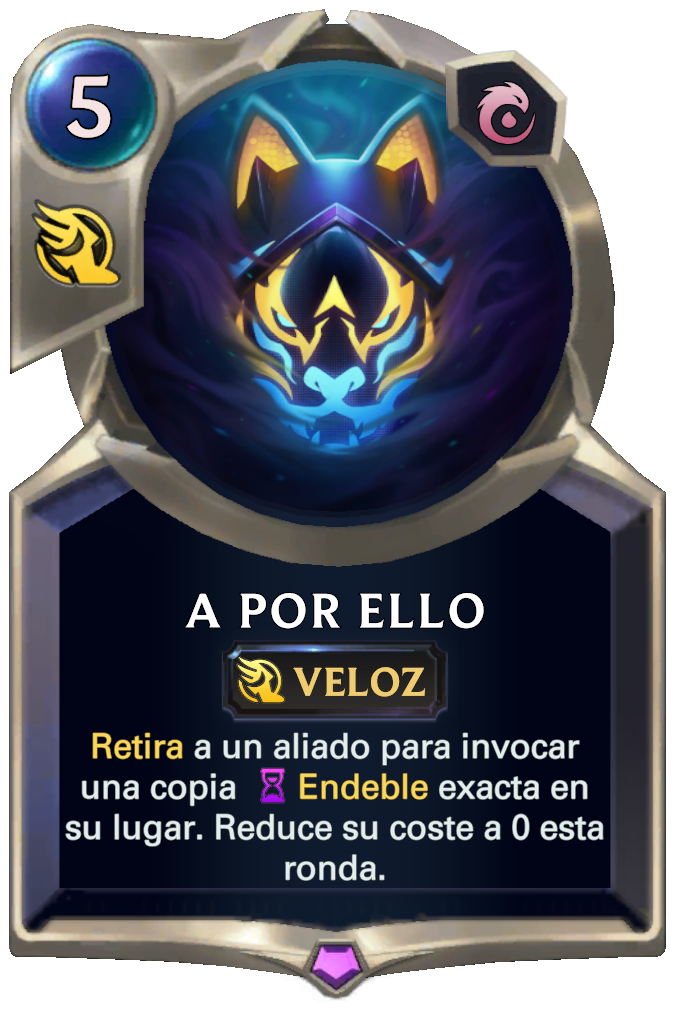 5
A POR ELLO
VELOZ
Retira a un aliado para invocar
una copia Endeble exacta en
su lugar. Reduce su coste a 0 esta
ronda.